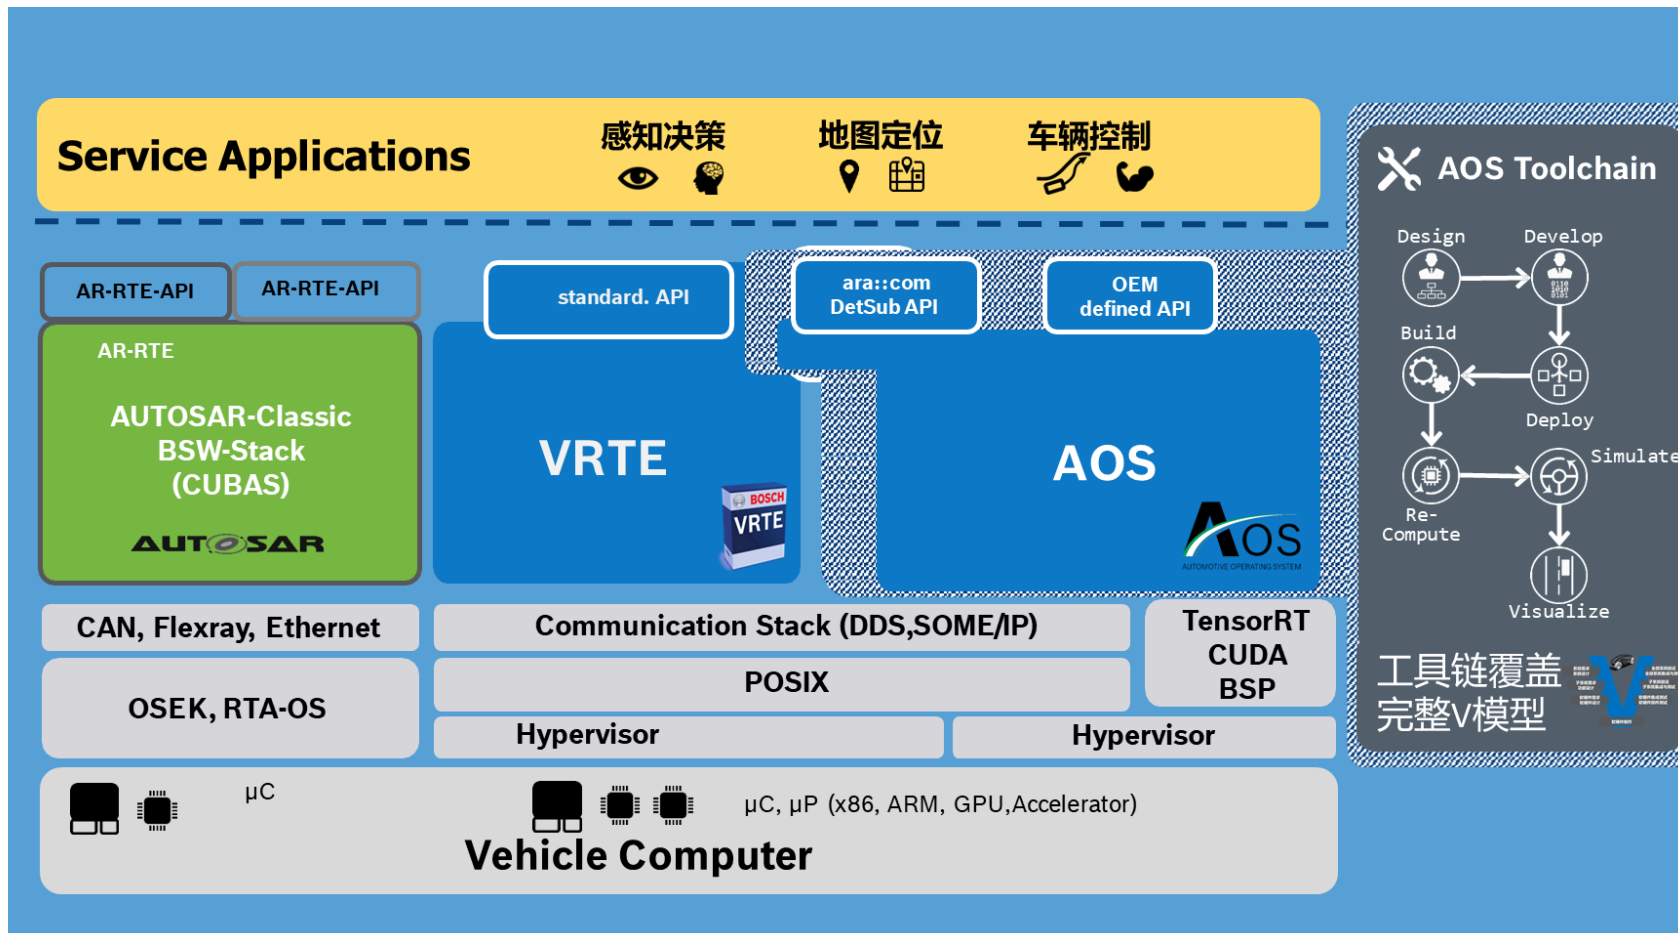 Service Applications
感知决策
地图定位
车辆控制
AR-RTE-API
AR-RTE-API
standard. API
ara::com
DetSub API
OEM
defined API
AR-RTE
AUTOSAR-Classic
BSW-Stack
(CUBAS)
AUTOSAR
VRTE
BOSCH
VRTE
AOS
AOS
AUTOMOTIVE OPERATING SYSTEM
CAN, Flexray, Ethernet
Communication Stack (DDS,SOME/IP)
TensorRT
CUDA
BSP
OSEK, RTA-OS
POSIX
Hypervisor
Hypervisor
µC
µC, µP (x86, ARM, GPU,Accelerator)
Vehicle Computer
AOS Toolchain
Design
Develop
0110
1010
0101
Build
Deploy
Simulate
Re-
Compute
Visualize
工具链覆盖
完整V模型